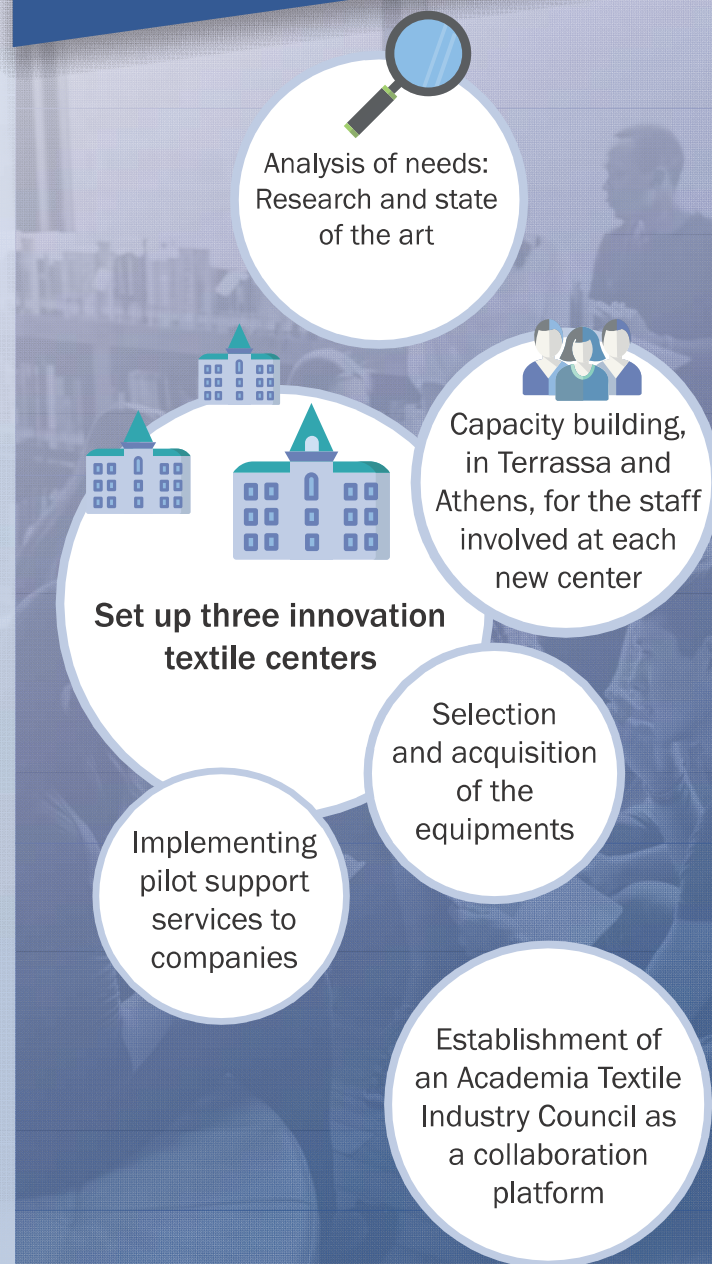 Analysis of needs:
Research and state
of the art
Capacity building,
in Terrassa and
Athens, for the staff
involved at each
new center
Set up three innovation
textile centers
Selection
and acquisition
of the
equipments
Implementing
pilot support
services to
companies
Establishment of
an Academia Textile
Industry Council as
a collaboration
platform